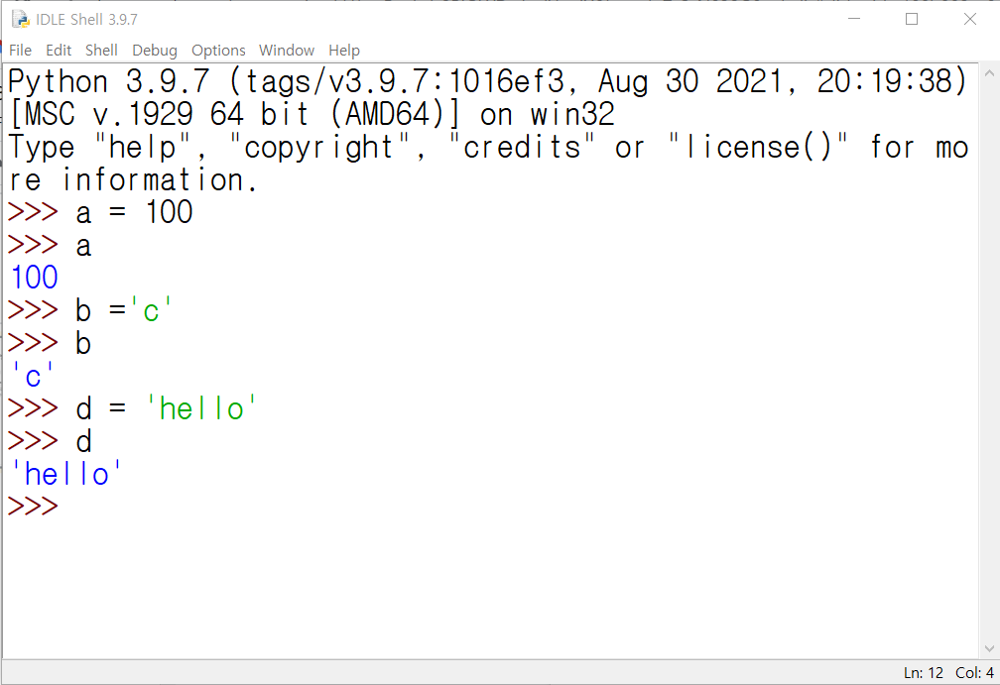 IDLE Shell 3.9.7
File Edit Shell Debug Options Window Help
Python 3.9.7 (tags/v3.9.7:1016ef3, Aug 30 2021, 20:19:38)
[MSC v.1929 64 bit (AMD64)] on win32
Type "help", "copyright", "credits" or "license()" for mo
re information.
>>> a = 100
>>> a
100
>>> b ='c'
>>> b
'c'
>>> d = 'hello'
>>> d
'hello'
>>>
Ln: 12 Col: 4